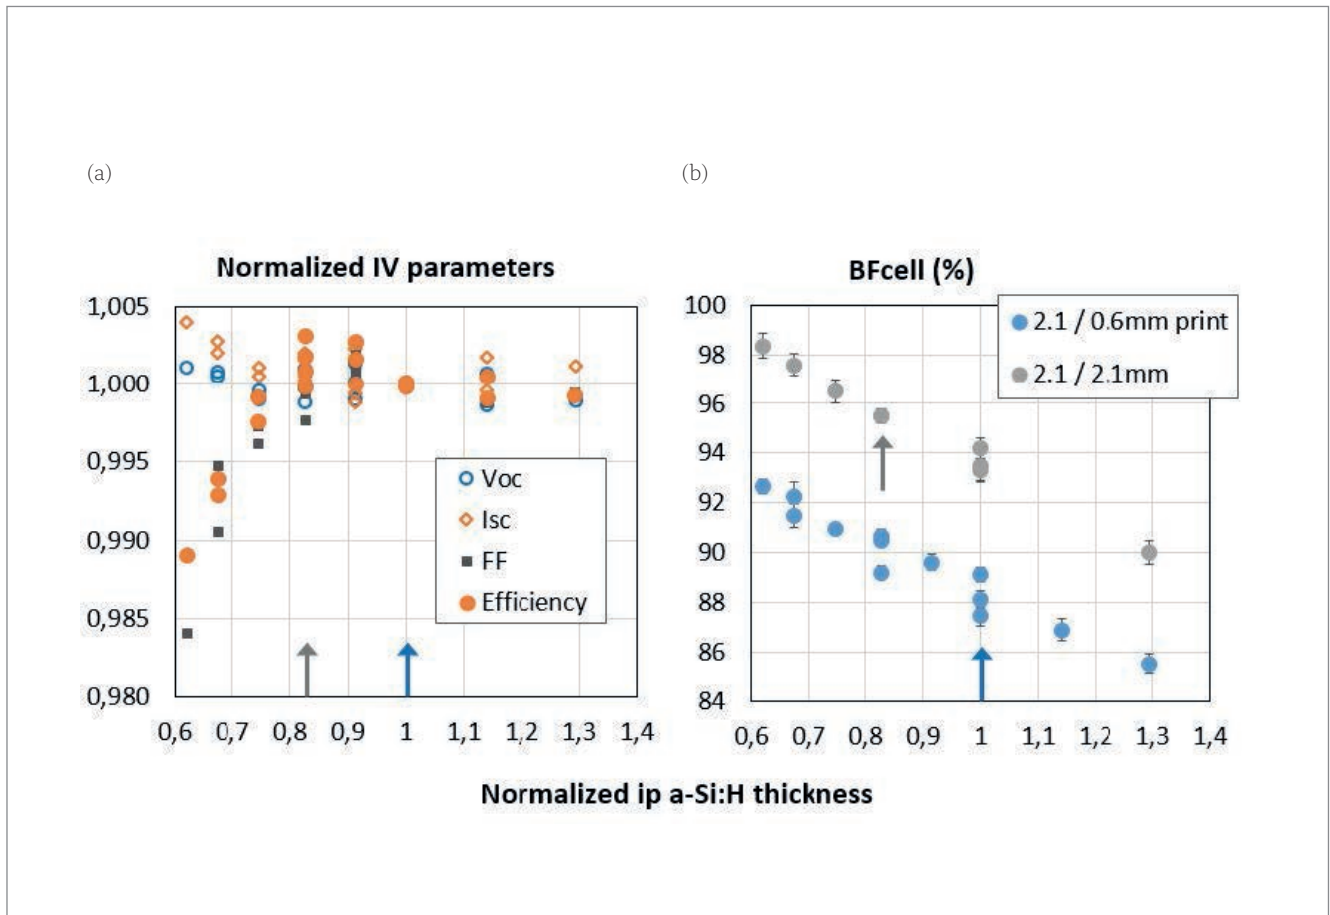 (a)
(b)
Normalized IV parameters
1,005
1,000
0,995
0,990
0,985
0,980
0,6 0,7 0,8 0,9 1 1,1 1,2 1,3 1,4
Voc
Isc
FF
Efficiency
BFcell (%)
100
98
96
94
92
90
88
86
84
0,6 0,7 0,8 0,9 1 1,1 1,2 1,3 1,4
2.1 / 0.6mm print
2.1 / 2.1mm
Normalized ip a-Si:H thickness